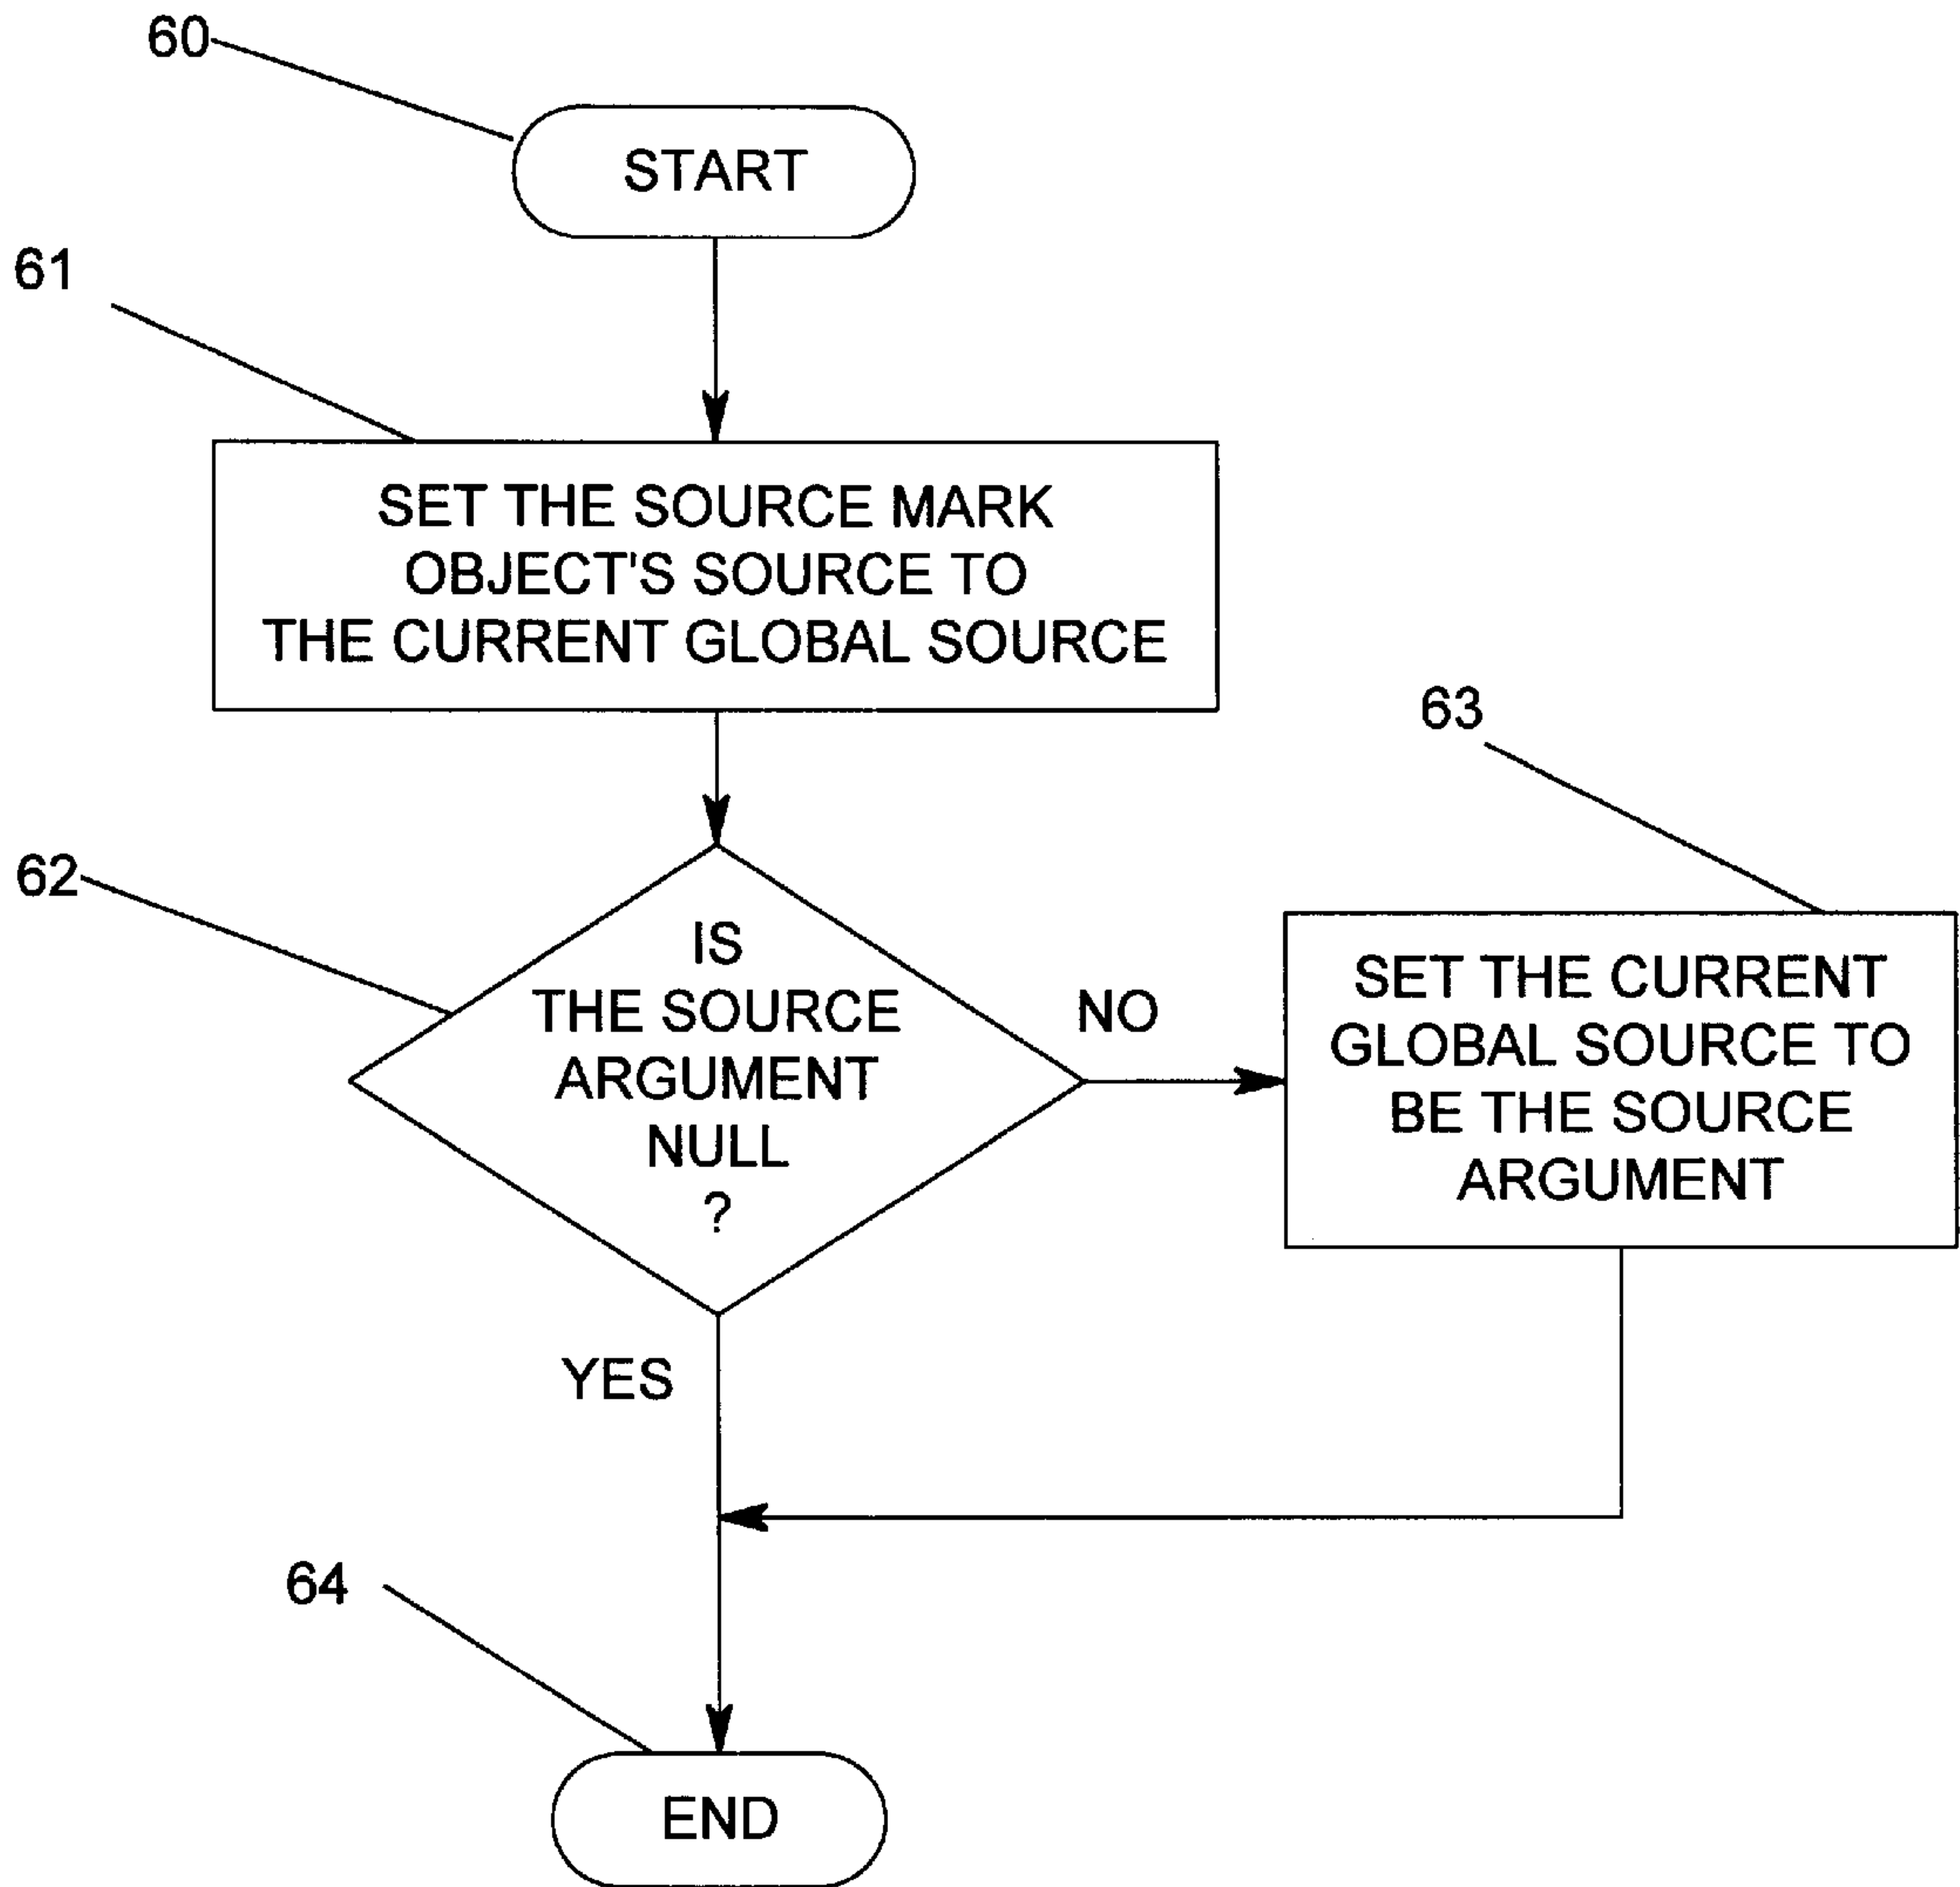 60
START
61
SET THE SOURCE MARK
OBJECT'S SOURCE TO
THE CURRENT GLOBAL SOURCE
62
IS
THE SOURCE
ARGUMENT
NULL
?
NO
63
SET THE CURRENT
GLOBAL SOURCE TO
BE THE SOURCE
ARGUMENT
YES
64
END